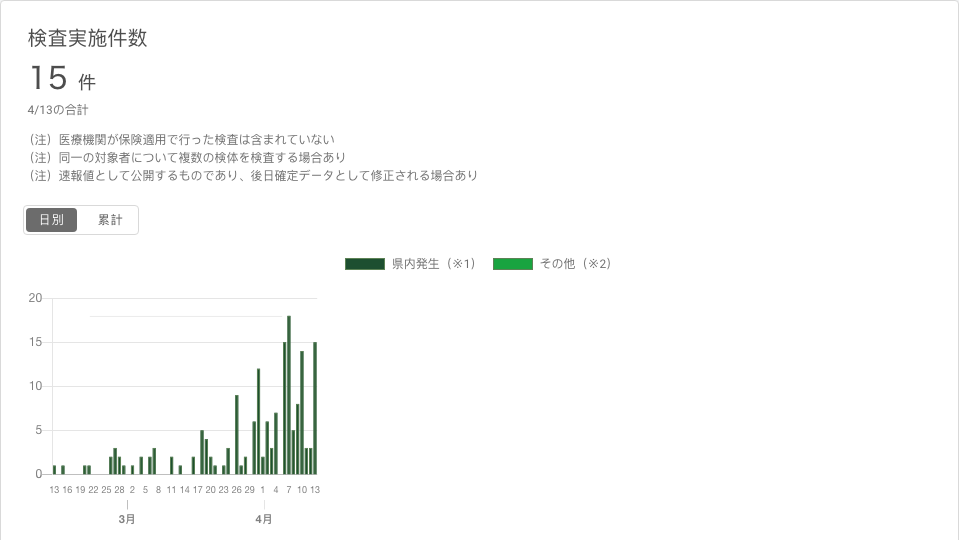 検査実施件数
15 件
4/13の合計
（注）医療機関が保険適用で行った検査は含まれていない
（注）同一の対象者について複数の検体を検査する場合あり
（注）速報値として公開するものであり、後日確定データとして修正される場合あり
日別 累計
県内発生（※1） その他（※2）
20
15
10
5
0
13 16 19 22 25 28 2 5 8 11 14 17 20 23 26 29 1 4 7 10 13
3月 4月